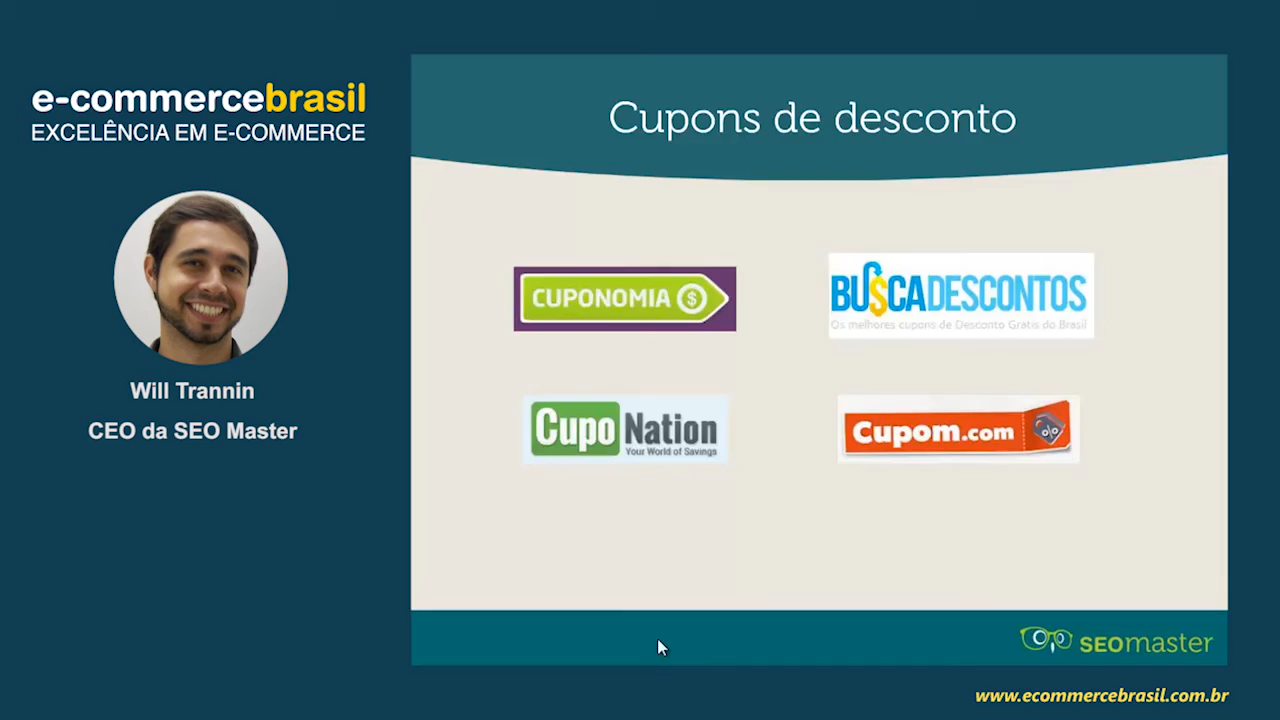 e-commercebrasil
EXCELÊNCIA EM E-COMMERCE
Will Trannin
CEO da SEO Master
Cupons de desconto
CUPONOMIA $
BUSCADESCONTOS
Os melhores cupons de Desconto Gratis do Brasil
CupoNation
Your World of Savings
Cupom.com
SEOmaster
www.ecommercebrasil.com.br